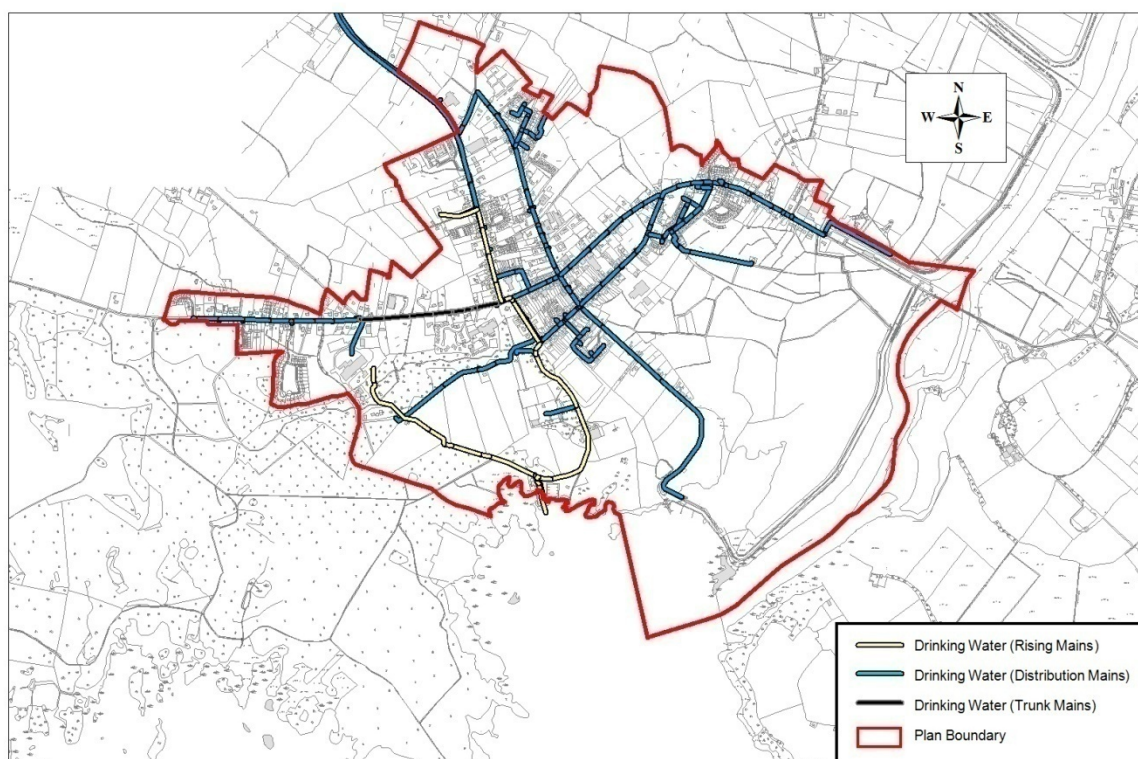 N
W E
S
Drinking Water (Rising Mains)
Drinking Water (Distribution Mains)
Drinking Water (Trunk Mains)
Plan Boundary